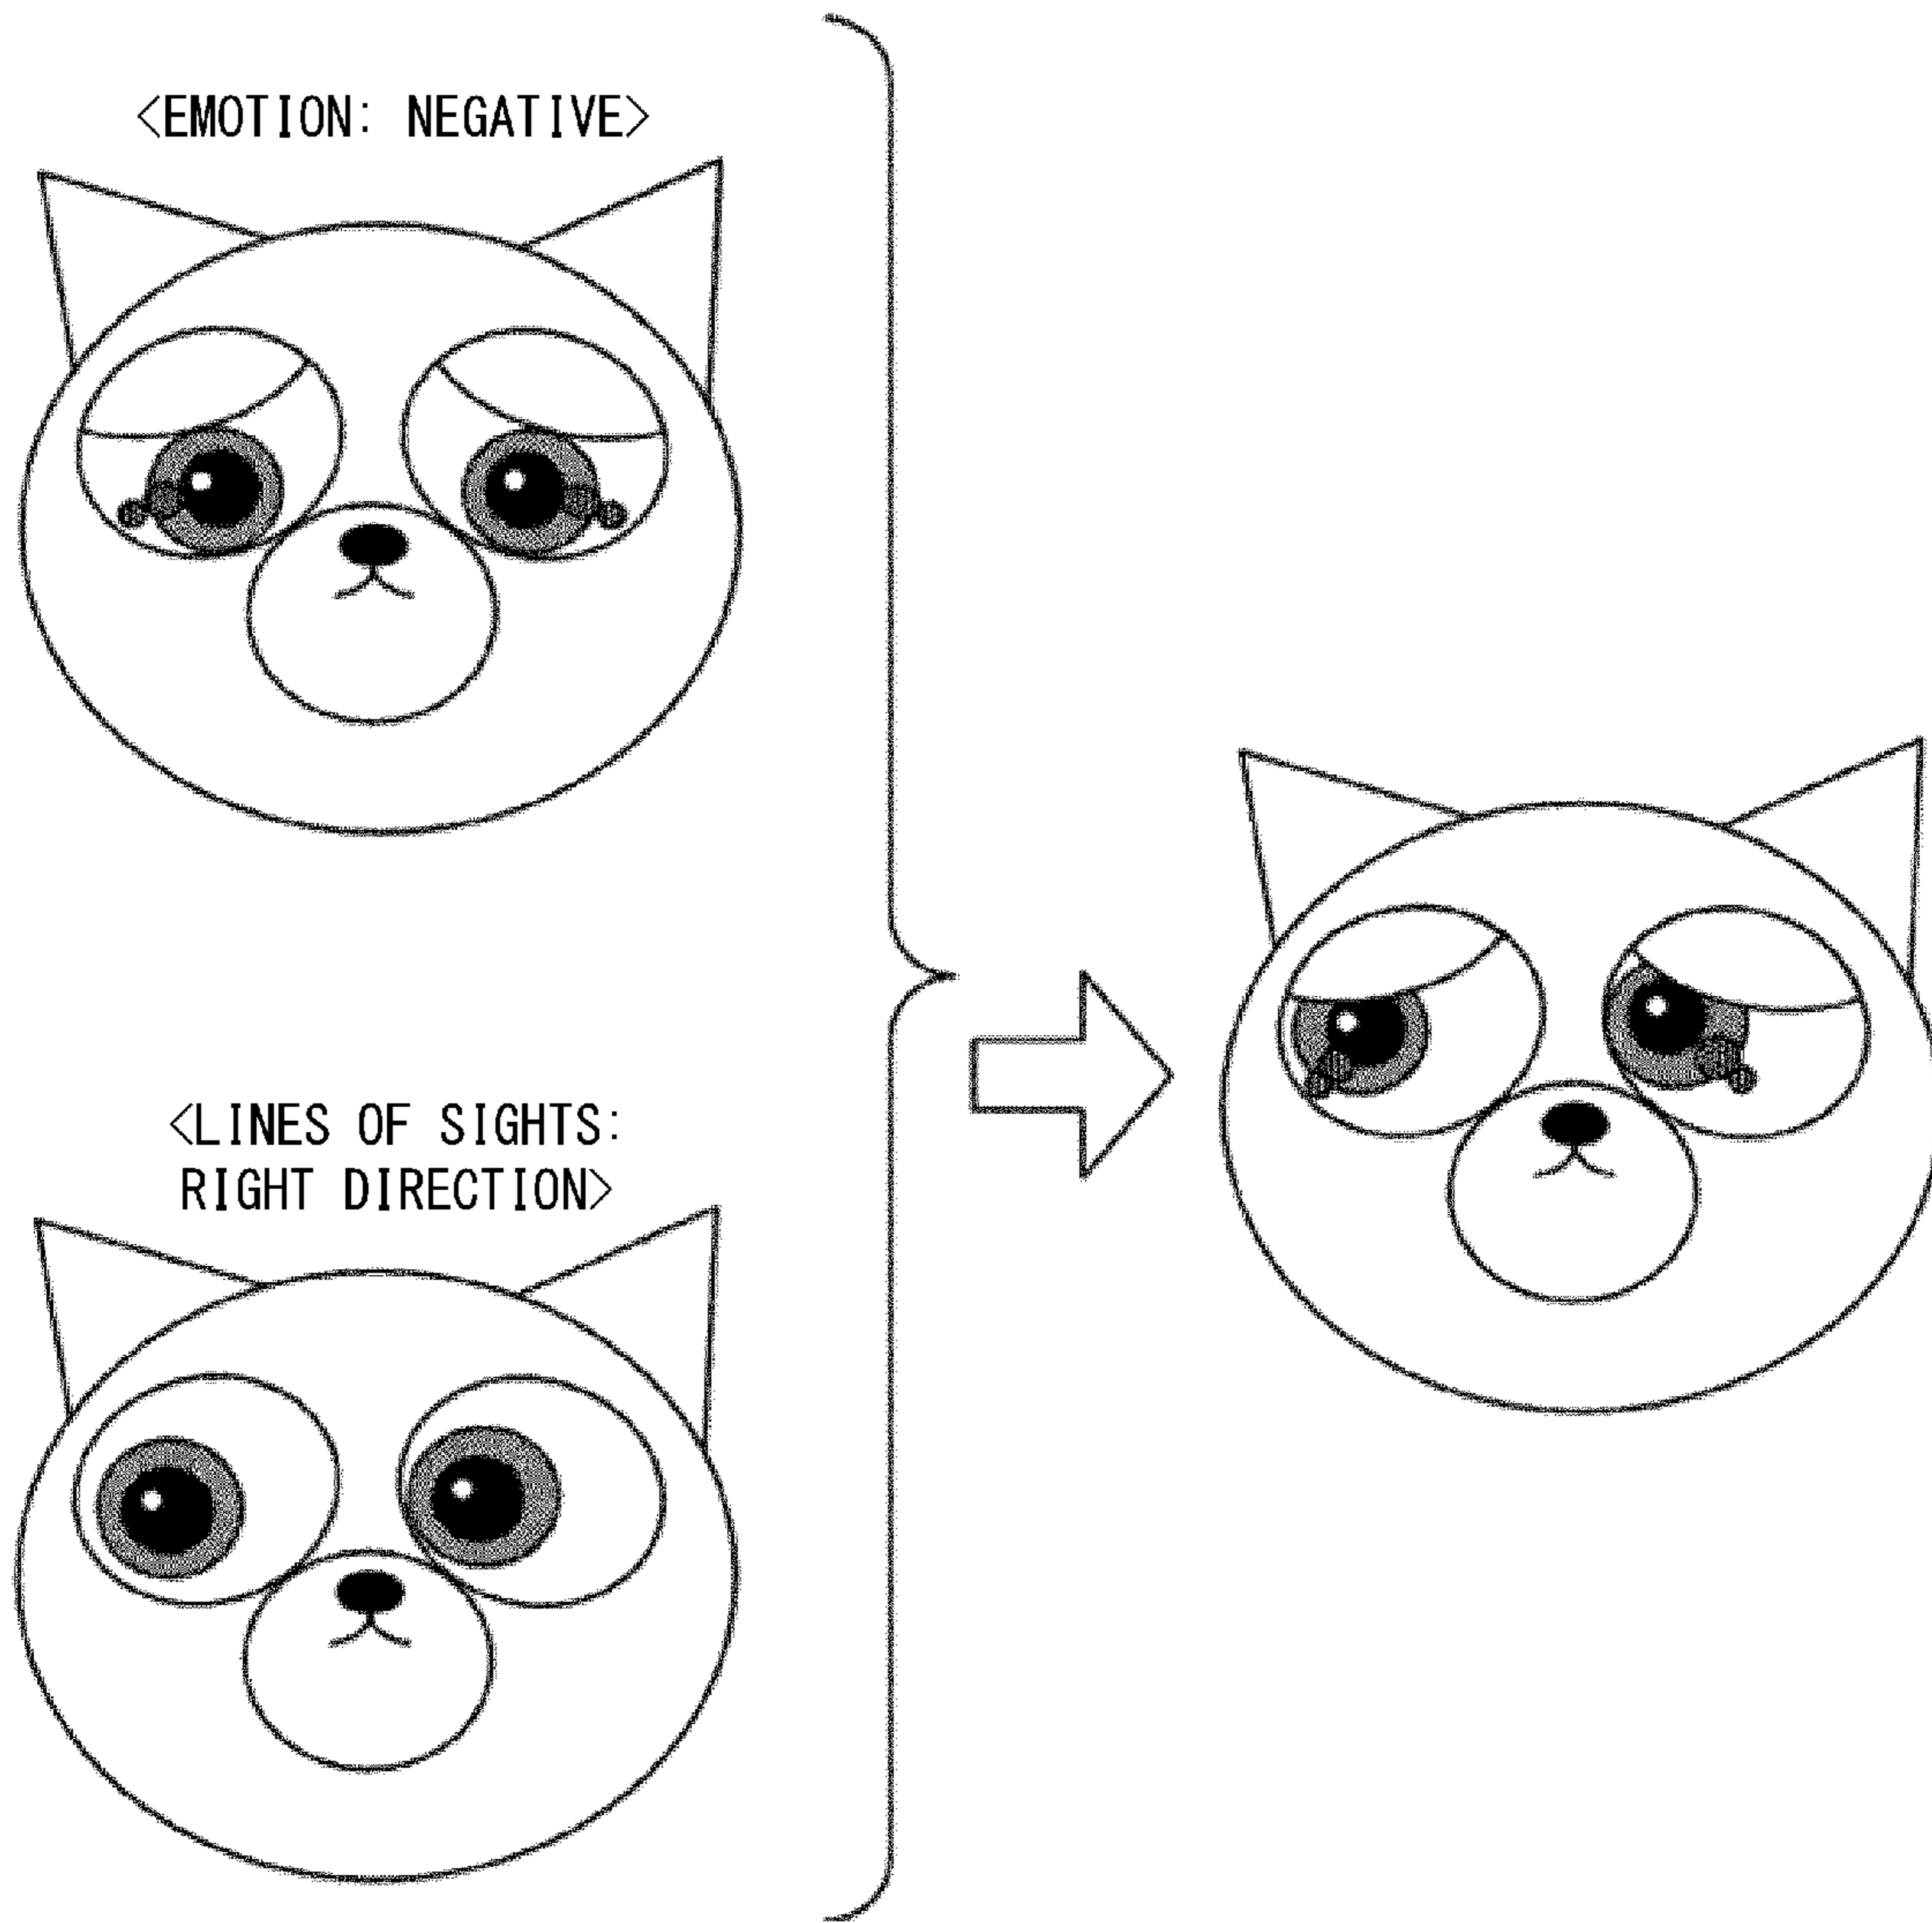 <EMOTION: NEGATIVE>
<LINES OF SIGHTS:
RIGHT DIRECTION>